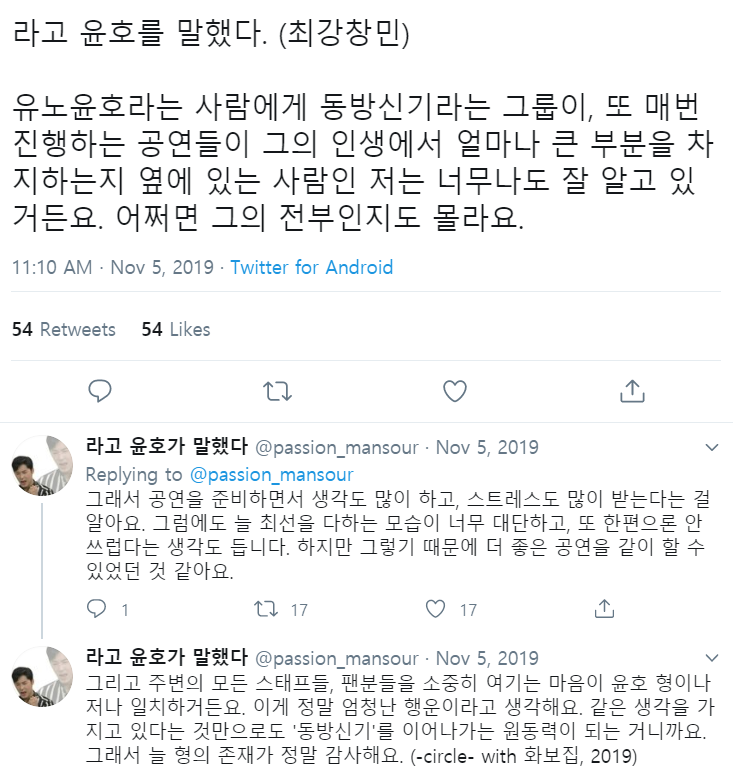 라고 윤호를 말했다. (최강창민)
유노윤호라는 사람에게 동방신기라는 그룹이, 또 매번
진행하는 공연들이 그의 인생에서 얼마나 큰 부분을 차
지하는지 옆에 있는 사람인 저는 너무나도 잘 알고 있
거든요. 어쩌면 그의 전부인지도 몰라요.
11:10 AM · Nov 5, 2019 · Twitter for Android
54 Retweets 54 Likes
라고 윤호가 말했다 @passion_mansour · Nov 5, 2019
Replying to @passion_mansour
그래서 공연을 준비하면서 생각도 많이 하고, 스트레스도 많이 받는다는 걸
알아요. 그럼에도 늘 최선을 다하는 모습이 너무 대단하고, 또 한편으론 안
쓰럽다는 생각도 듭니다. 하지만 그렇기 때문에 더 좋은 공연을 같이 할 수
있었던 것 같아요.
1 17 17
라고 윤호가 말했다 @passion_mansour · Nov 5, 2019
그리고 주변의 모든 스태프들, 팬분들을 소중히 여기는 마음이 윤호 형이나
저나 일치하거든요. 이게 정말 엄청난 행운이라고 생각해요. 같은 생각을 가
지고 있다는 것만으로도 '동방신기'를 이어나가는 원동력이 되는 거니까요.
그래서 늘 형의 존재가 정말 감사해요. (-circle- with 화보집, 2019)